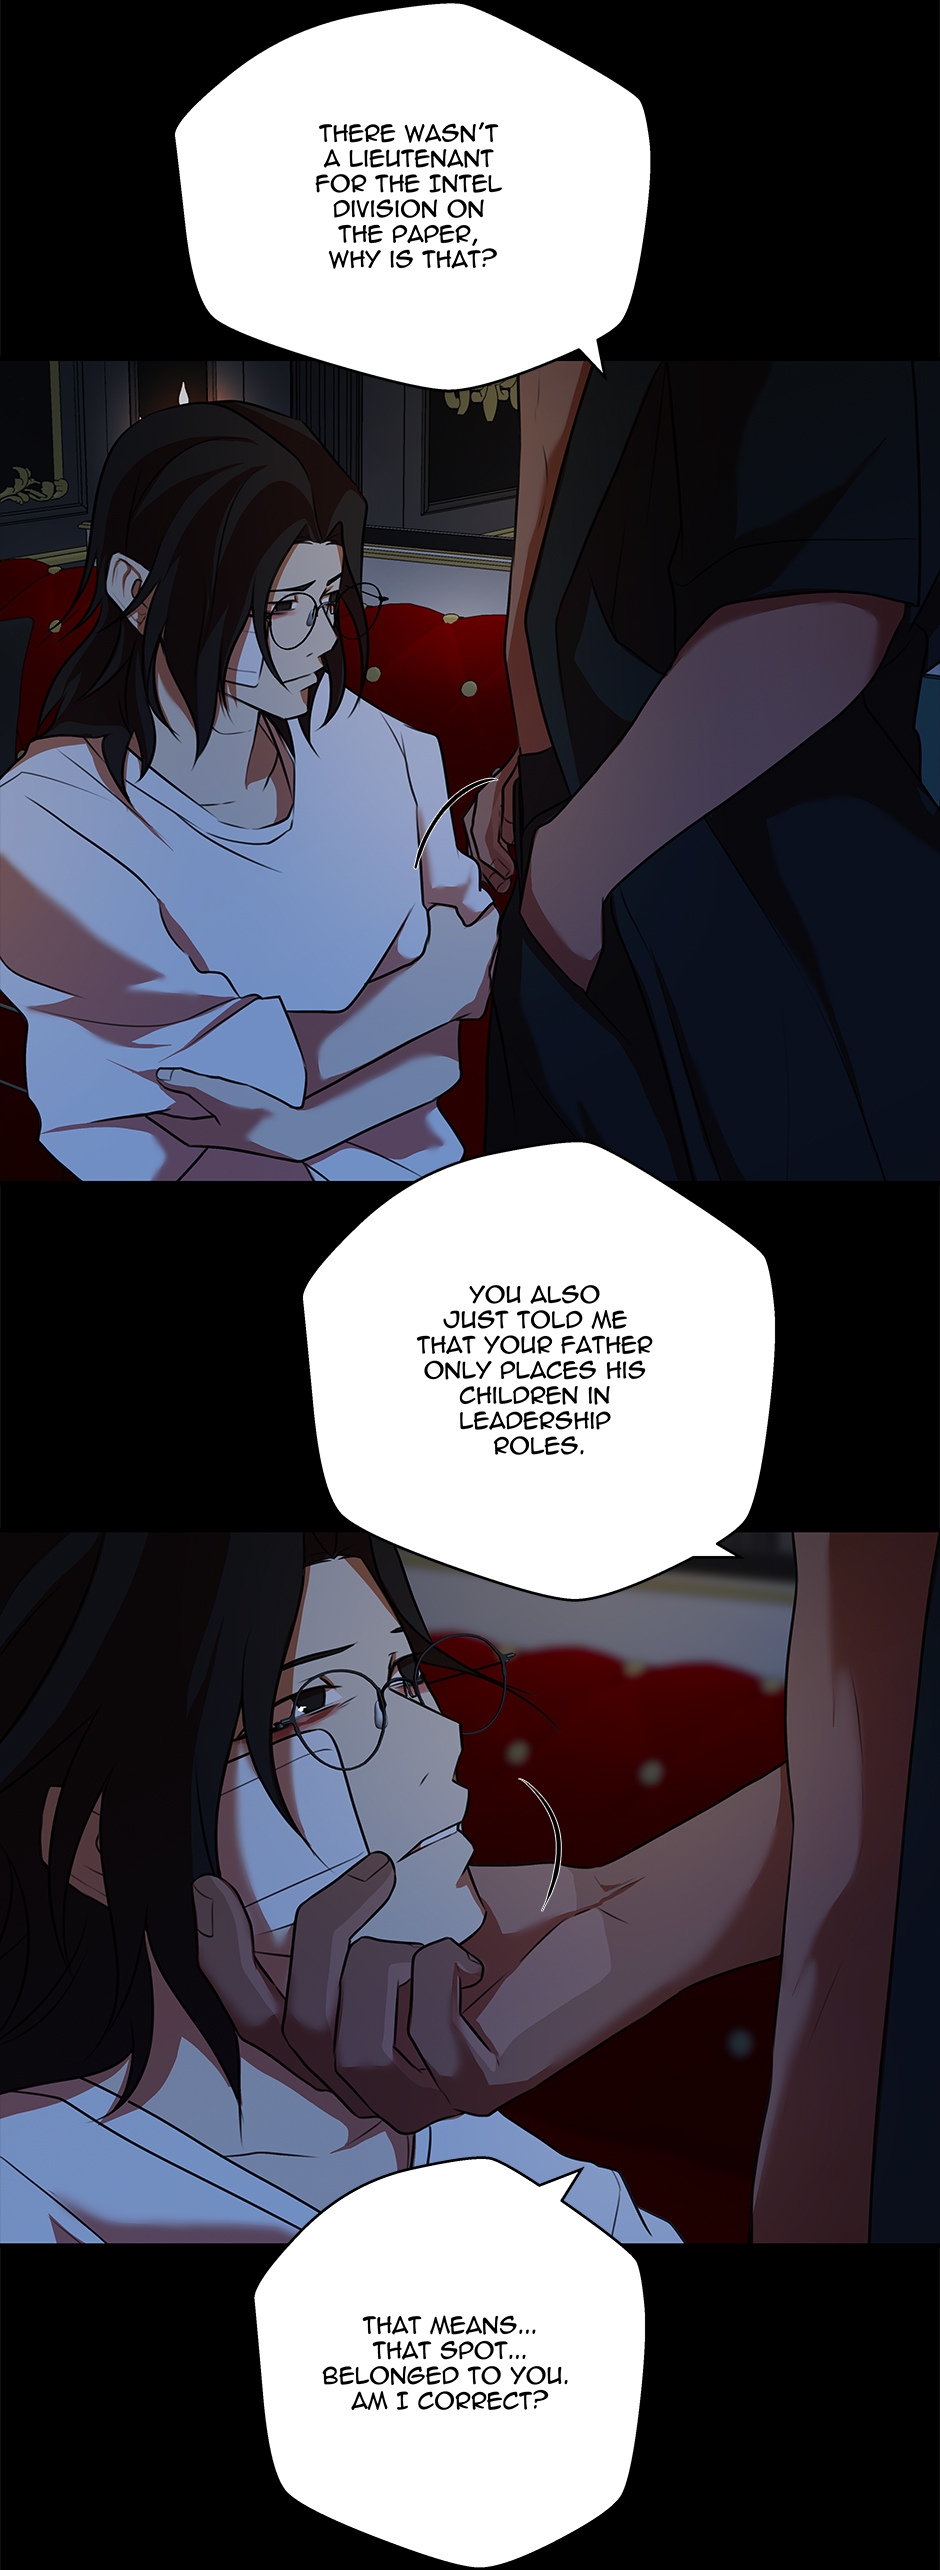 THERE WASN'T
A LIEUTENANT
FOR THE INTEL
DIVISION ON
THE PAPER,
WHY IS THAT?
YOU ALSO
JUST TOLD ME
THAT YOUR FATHER
ONLY PLACES HIS
CHILDREN IN
LEADERSHIP
ROLES.
THAT MEANS...
THAT SPOT...
BELONGED TO YOU.
AM I CORRECT?